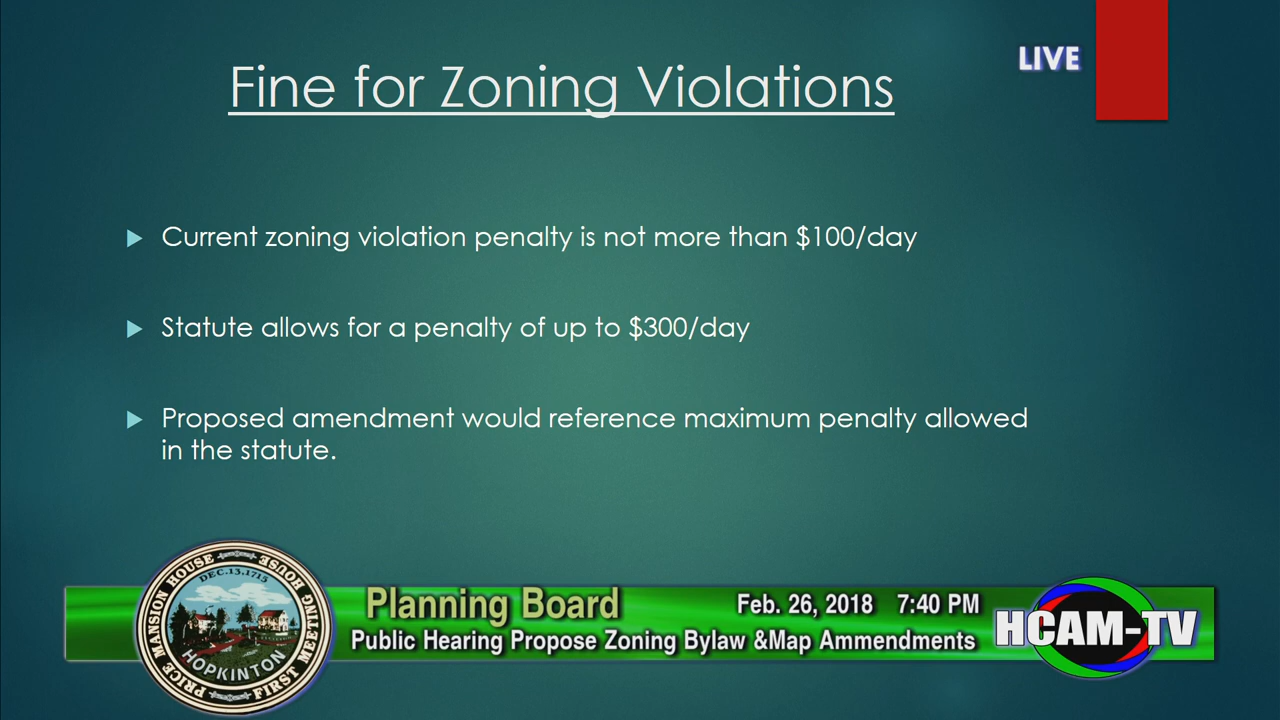 LIVE
Fine for Zoning Violations
Current zoning violation penalty is not more than $100/day
Statute allows for a penalty of up to $300/day
Proposed amendment would reference maximum penalty allowed
in the statute.
PRICE MANSION HOUSE
FIRST MEETING HOUSE
DEC.13.1715
HOPKINTON
Planning Board
Feb. 26, 2018 7:40 PM
Public Hearing Propose Zoning Bylaw &Map Ammendments
HCAM-TV